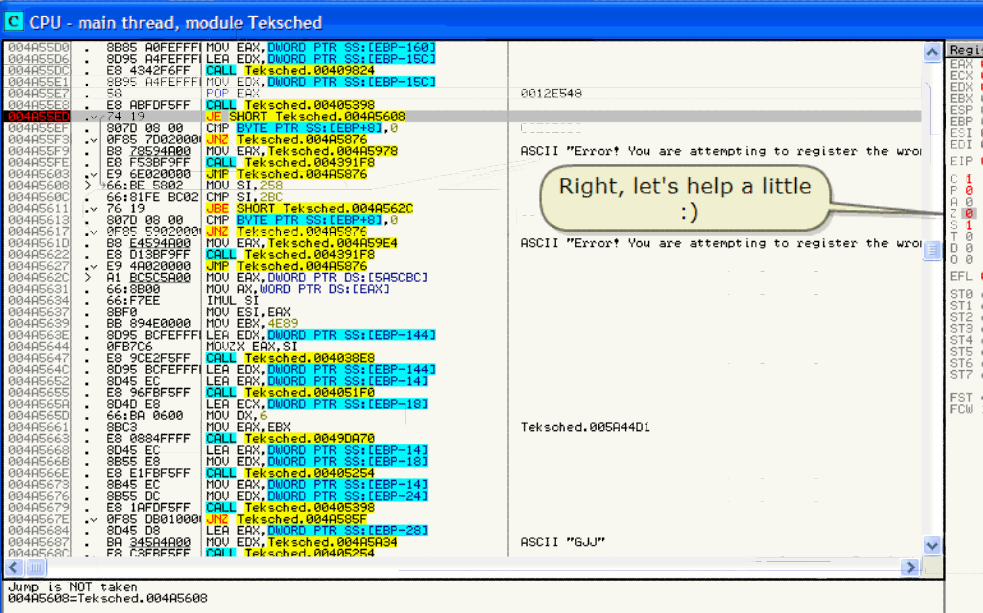 CPU - main thread, module Teksched
004A55D0 . 8B85 A0FEFFFF MOV EAX,DWORD PTR SS:[EBP-160]
004A55D6 . 8D95 A4FEFFFF LEA EDX,DWORD PTR SS:[EBP-15C]
004A55DC . E8 4342F6FF CALL Teksched.00409824
004A55E1 . 8B95 A4FEFFFF MOV EDX,DWORD PTR SS:[EBP-15C]
004A55E7 . 58 POP EAX 0012E548
004A55E8 . E8 ABFDF5FF CALL Teksched.00405398
004A55ED . 74 19 JE SHORT Teksched.004A5608
004A55EF . 807D 08 00 CMP BYTE PTR SS:[EBP+8],0
004A55F3 . 0F85 7D020000 JNZ Teksched.004A5876
004A55F9 . B8 78594A00 MOV EAX,Teksched.004A5978 ASCII "Error! You are attempting to register the wro
004A55FE . E8 F53BF9FF CALL Teksched.004391F8
004A5603 . E9 6E020000 JMP Teksched.004A5876
004A5608 > 66:BE 5802 MOV SI,258
004A560C . 66:81FE BC02 CMP SI,2BC
004A5611 . 76 19 JBE SHORT Teksched.004A562C
004A5613 . 807D 08 00 CMP BYTE PTR SS:[EBP+8],0
004A5617 . 0F85 59020000 JNZ Teksched.004A5876
004A561D . B8 E4594A00 MOV EAX,Teksched.004A59E4 ASCII "Error! You are attempting to register the wro
004A5622 . E8 D13BF9FF CALL Teksched.004391F8
004A5627 . E9 4A020000 JMP Teksched.004A5876
> A1 BC5C5A00 MOV EAX,DWORD PTR DS:[5A5CBC]
004A5631 . 66:8B00 MOV AX,WORD PTR DS:[EAX]
004A5634 . 66:F7EE IMUL SI
004A5637 . 8BF0 MOV ESI,EAX
004A5639 . BB 894E0000 MOV EBX,4E89
004A563E . 8D95 BCFEFFFF LEA EDX,DWORD PTR SS:[EBP-144]
004A5644 . 0FB7C6 MOVZX EAX,SI
004A5647 . E8 9CE2F5FF CALL Teksched.004038E8
004A564C . 8D95 BCFEFFFF LEA EDX,DWORD PTR SS:[EBP-144]
004A5652 . 8D45 EC LEA EAX,DWORD PTR SS:[EBP-14]
004A5655 . E8 96FBF5FF CALL Teksched.004051F0
004A565A . 8D4D E8 LEA ECX,DWORD PTR SS:[EBP-18]
004A565D . 66:BA 0600 MOV DX,6
004A5661 . 8BC3 MOV EAX,EBX Teksched.005A44D1
004A5663 . E8 0884FFFF CALL Teksched.0049DA70
004A5668 . 8D45 EC LEA EAX,DWORD PTR SS:[EBP-14]
004A566B . 8B55 E8 MOV EDX,DWORD PTR SS:[EBP-18]
004A566E . E8 E1FBF5FF CALL Teksched.00405254
004A5673 . 8B45 EC MOV EAX,DWORD PTR SS:[EBP-14]
004A5676 . 8B55 DC MOV EDX,DWORD PTR SS:[EBP-24]
004A5679 . E8 1AFDF5FF CALL Teksched.00405398
004A567E . 0F85 DB010000 JNZ Teksched.004A585F
004A5684 . 8D45 D8 LEA EAX,DWORD PTR SS:[EBP-28]
004A5687 . BA 345A4A00 MOV EDX,Teksched.004A5A34 ASCII "GJJ"
004A568C . E8 C3FBF5FF CALL Teksched.00405254
Right, let's help a little
:)
Regi
EAX
ECX
EDX
EBX
ESP
EBP
ESI
EDI
EIP
C 1
P 0
A 0
Z 0
S 1
T 0
D 0
O 0
EFL
ST0
ST1
ST2
ST3
ST4
ST5
ST6
ST7
FST
FCW
Jump is NOT taken
004A5608=Teksched.004A5608